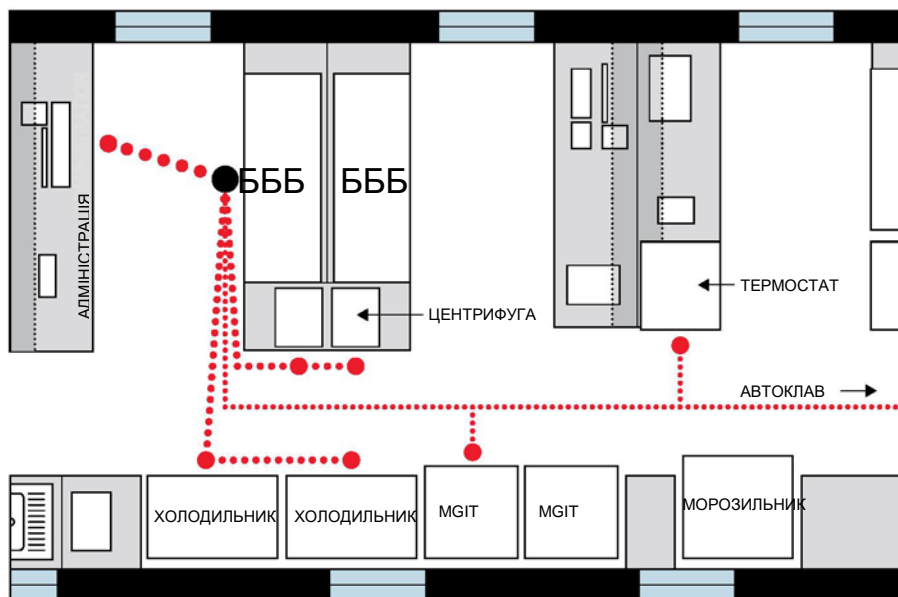 БББ
БББ
АДМІНІСТРАЦІЯ
ТЕРМОСТАТ
ЦЕНТРИФУГА
АВТОКЛАВ
ХОЛОДИЛЬНИК
ХОЛОДИЛЬНИК
MGIT
MGIT
МОРОЗИЛЬНИК